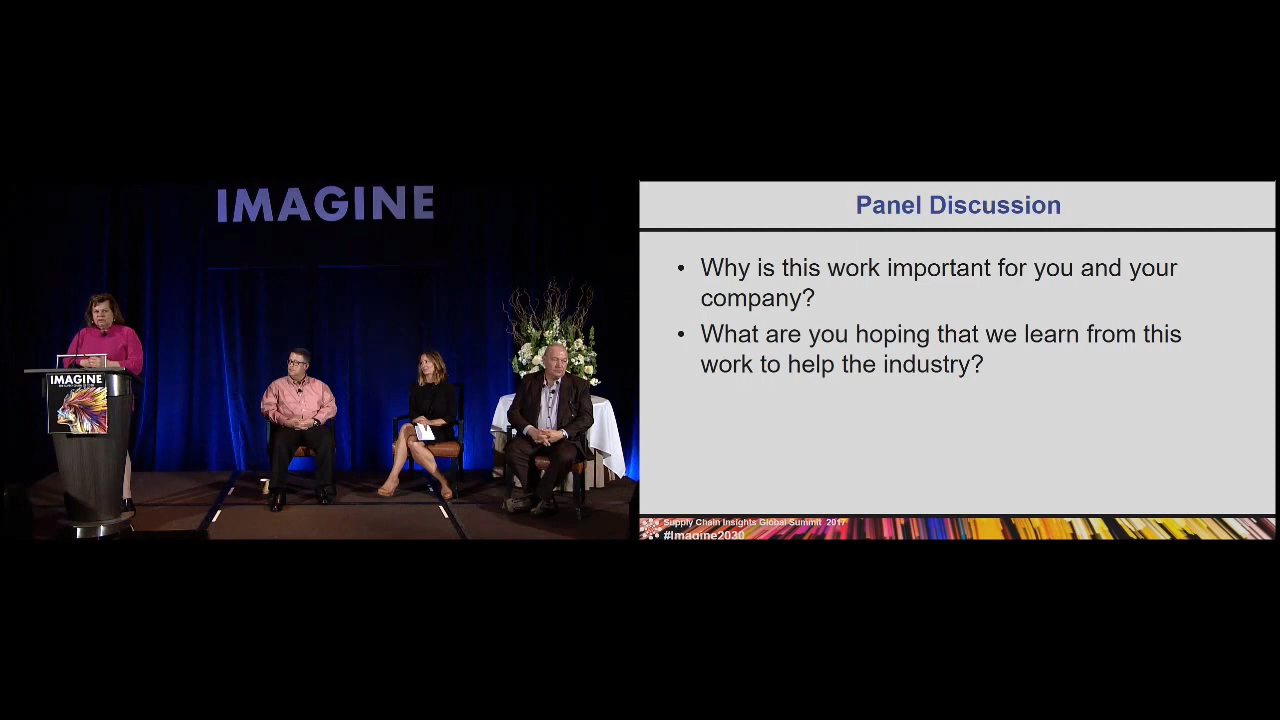 IMAGINE
IMAGINE
Panel Discussion
• Why is this work important for you and your
company?
• What are you hoping that we learn from this
work to help the industry?
Supply Chain Insights Global Summit 2017
#Imagine2030